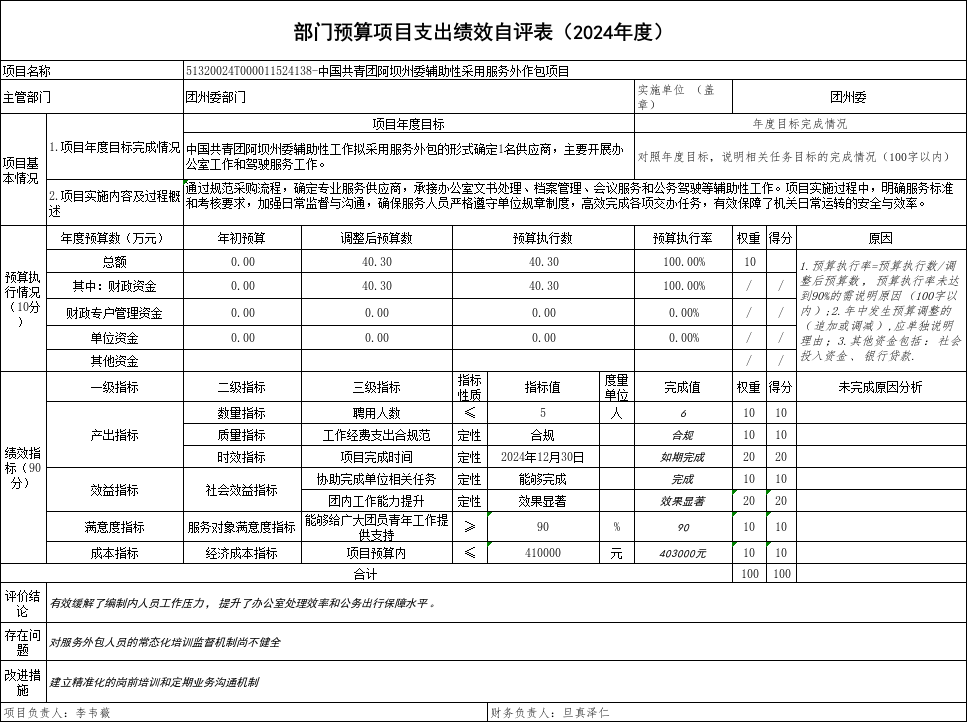 部门预算项目支出绩效自评表（2024年度）
项目名称 51320024T000011524138-中国共青团阿坝州委辅助性采用服务外作包项目
主管部门 团州委部门 实施单位 （盖章） 团州委
项目基本情况 1.项目年度目标完成情况 项目年度目标 年度目标完成情况
中国共青团阿坝州委辅助性工作拟采用服务外包的形式确定1名供应商，主要开展办公室工作和驾驶服务工作。 对照年度目标，说明相关任务目标的完成情况（100字以内）
2.项目实施内容及过程概述 通过规范采购流程，确定专业服务供应商，承接办公室文书处理、档案管理、会议服务和公务驾驶等辅助性工作。项目实施过程中，明确服务标准和考核要求，加强日常监督与沟通，确保服务人员严格遵守单位规章制度，高效完成各项交办任务，有效保障了机关日常运转的安全与效率。
预算执行情况（10分） 年度预算数（万元） 年初预算 调整后预算数 预算执行数 预算执行率 权重 得分 原因
总额 0.00 40.30 40.30 100.00% 10 1.预算执行率=预算执行数/调整后预算数，预算执行率未达到90%的需说明原因（100字以内）;2.年中发生预算调整的（追加或调减），应单独说明理由；3.其他资金包括：社会投入资金、银行贷款.
其中：财政资金 0.00 40.30 40.30 100.00% / /
财政专户管理资金 0.00 0.00 0.00 0.00% / /
单位资金 0.00 0.00 0.00 0.00% / /
其他资金 / /
绩效指标（90分） 一级指标 二级指标 三级指标 指标性质 指标值 度量单位 完成值 权重 得分 未完成原因分析
产出指标 数量指标 聘用人数 ≤ 5 人 6 10 10
质量指标 工作经费支出合规范 定性 合规 合规 10 10
时效指标 项目完成时间 定性 2024年12月30日 如期完成 20 20
效益指标 社会效益指标 协助完成单位相关任务 定性 能够完成 完成 10 10
团内工作能力提升 定性 效果显著 效果显著 20 20
满意度指标 服务对象满意度指标 能够给广大团员青年工作提供支持 ≥ 90 % 90 10 10
成本指标 经济成本指标 项目预算内 ≤ 410000 元 403000元 10 10
合计 100 100
评价结论 有效缓解了编制内人员工作压力，提升了办公室处理效率和公务出行保障水平。
存在问题 对服务外包人员的常态化培训监督机制尚不健全
改进措施 建立精准化的岗前培训和定期业务沟通机制
项目负责人：李韦薇 财务负责人：旦真泽仁